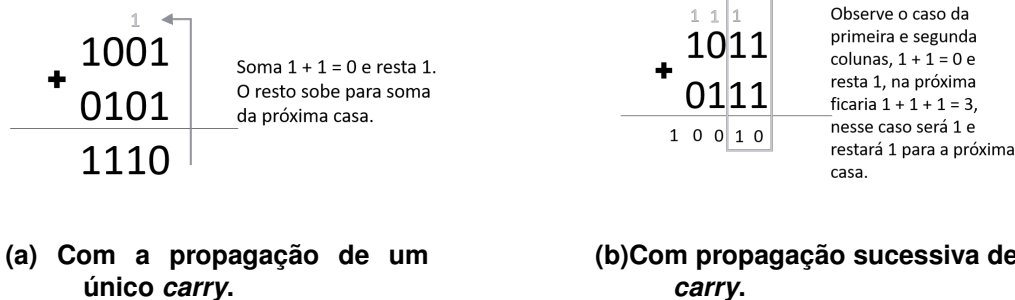 1
1001
+
0101
1110
Soma 1 + 1 = 0 e resta 1.
O resto sobe para soma
da próxima casa.
(a) Com a propagação de um
único carry.
1 1 1
1011
+
0111
1 0 0 1 0
Observe o caso da
primeira e segunda
colunas, 1 + 1 = 0 e
resta 1, na próxima
ficaria 1 + 1 + 1 = 3,
nesse caso será 1 e
restará 1 para a próxima
casa.
(b)Com propagação sucessiva de
carry.